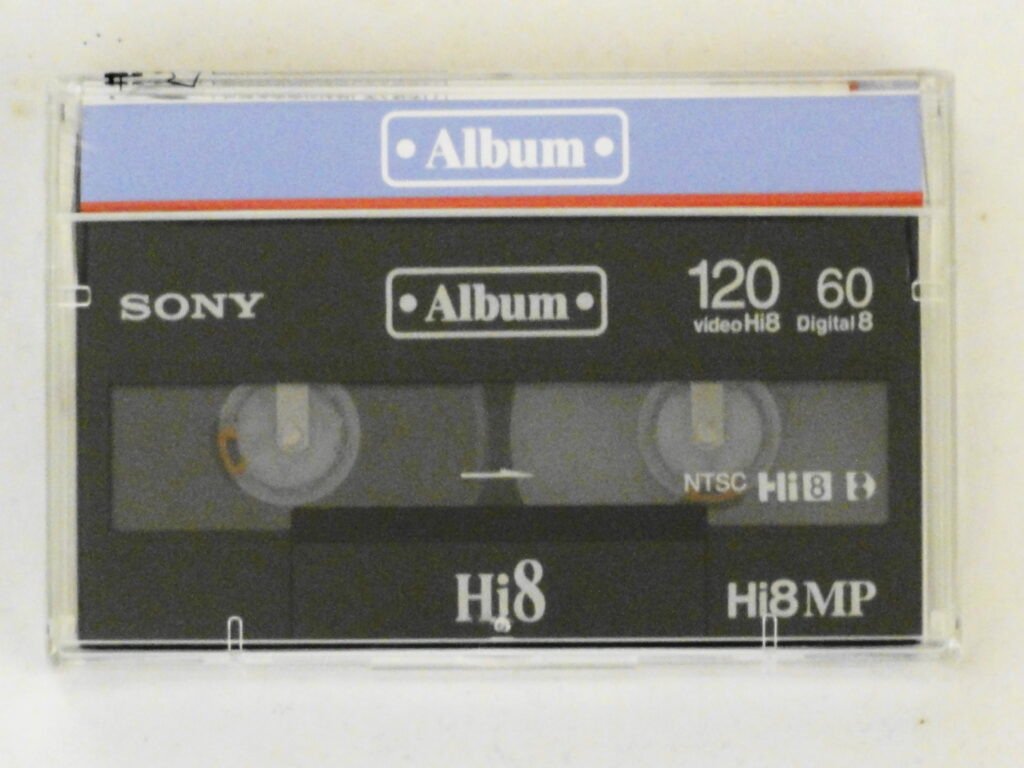 • Album •
SONY
• Album •
120 60
video Hi8 Digital 8
NTSC Hi8
Hi8
Hi8 MP